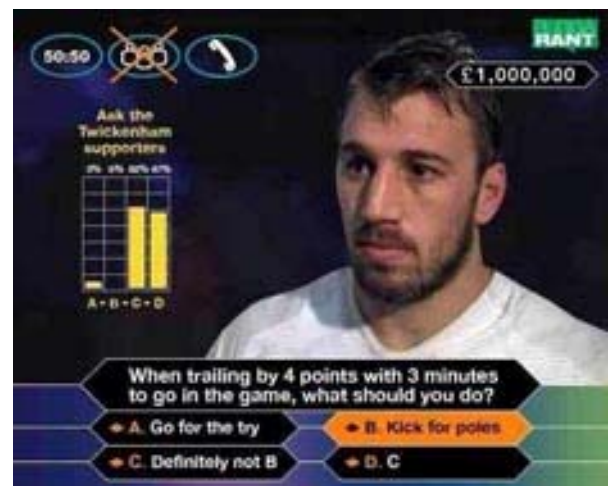 RANT
50:50
£1,000,000
Ask the
Twickenham
supporters
A • B • C • D
When trailing by 4 points with 3 minutes
to go in the game, what should you do?
A. Go for the try
B. Kick for poles
C. Definitely not B
D. C